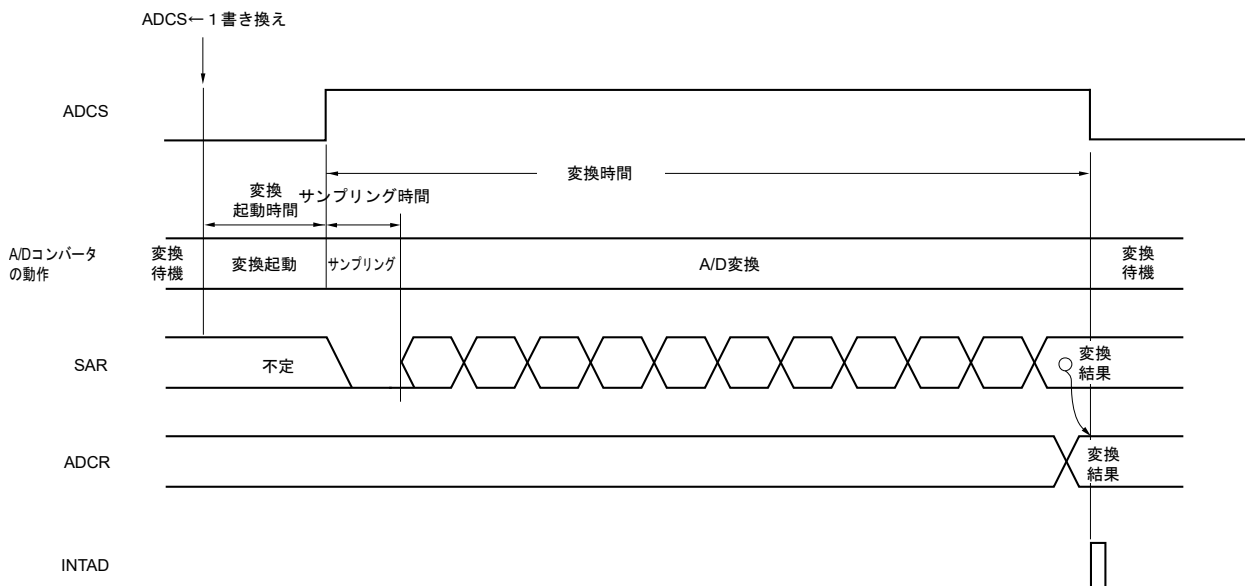 ADCS←１書き換え
ADCS
変換時間
変換
起動時間
サンプリング時間
A/Dコンバータ
の動作
変換
待機
変換起動
サンプリング
A/D変換
変換
待機
SAR
不定
変換
結果
ADCR
変換
結果
INTAD